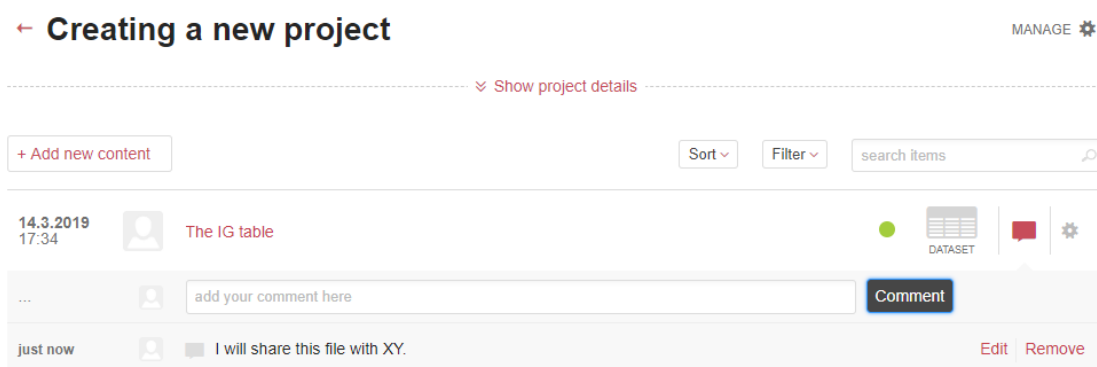 ← Creating a new project
MANAGE
Show project details
+ Add new content
Sort
Filter
search items
14.3.2019
17:34
The IG table
DATASET
...
add your comment here
Comment
just now
I will share this file with XY.
Edit
Remove